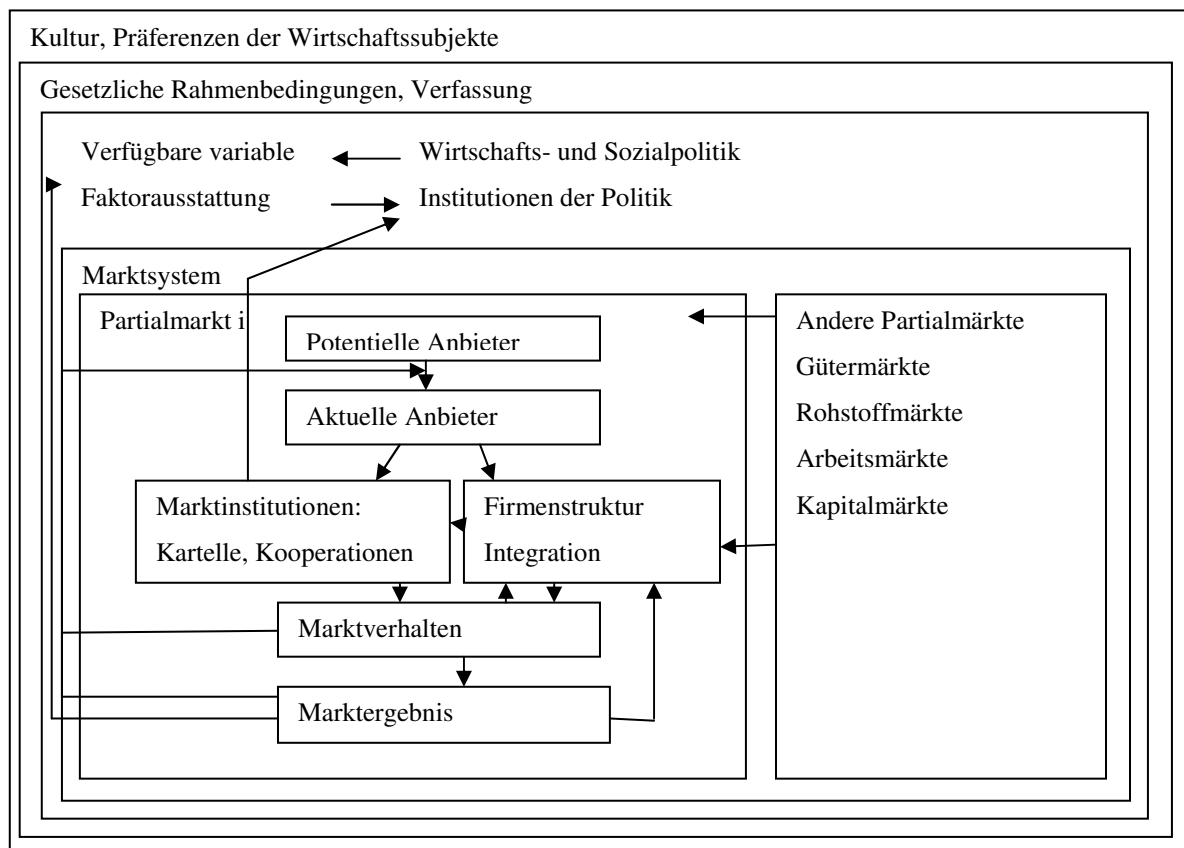 Kultur, Präferenzen der Wirtschaftssubjekte
Gesetzliche Rahmenbedingungen, Verfassung
Verfügbare variable
Wirtschafts- und Sozialpolitik
Faktorausstattung
Institutionen der Politik
Marktsystem
Partialmarkt i
Potentielle Anbieter
Aktuelle Anbieter
Marktinstitutionen:
Kartelle, Kooperationen
Firmenstruktur
Integration
Marktverhalten
Marktergebnis
Andere Partialmärkte
Gütermärkte
Rohstoffmärkte
Arbeitsmärkte
Kapitalmärkte